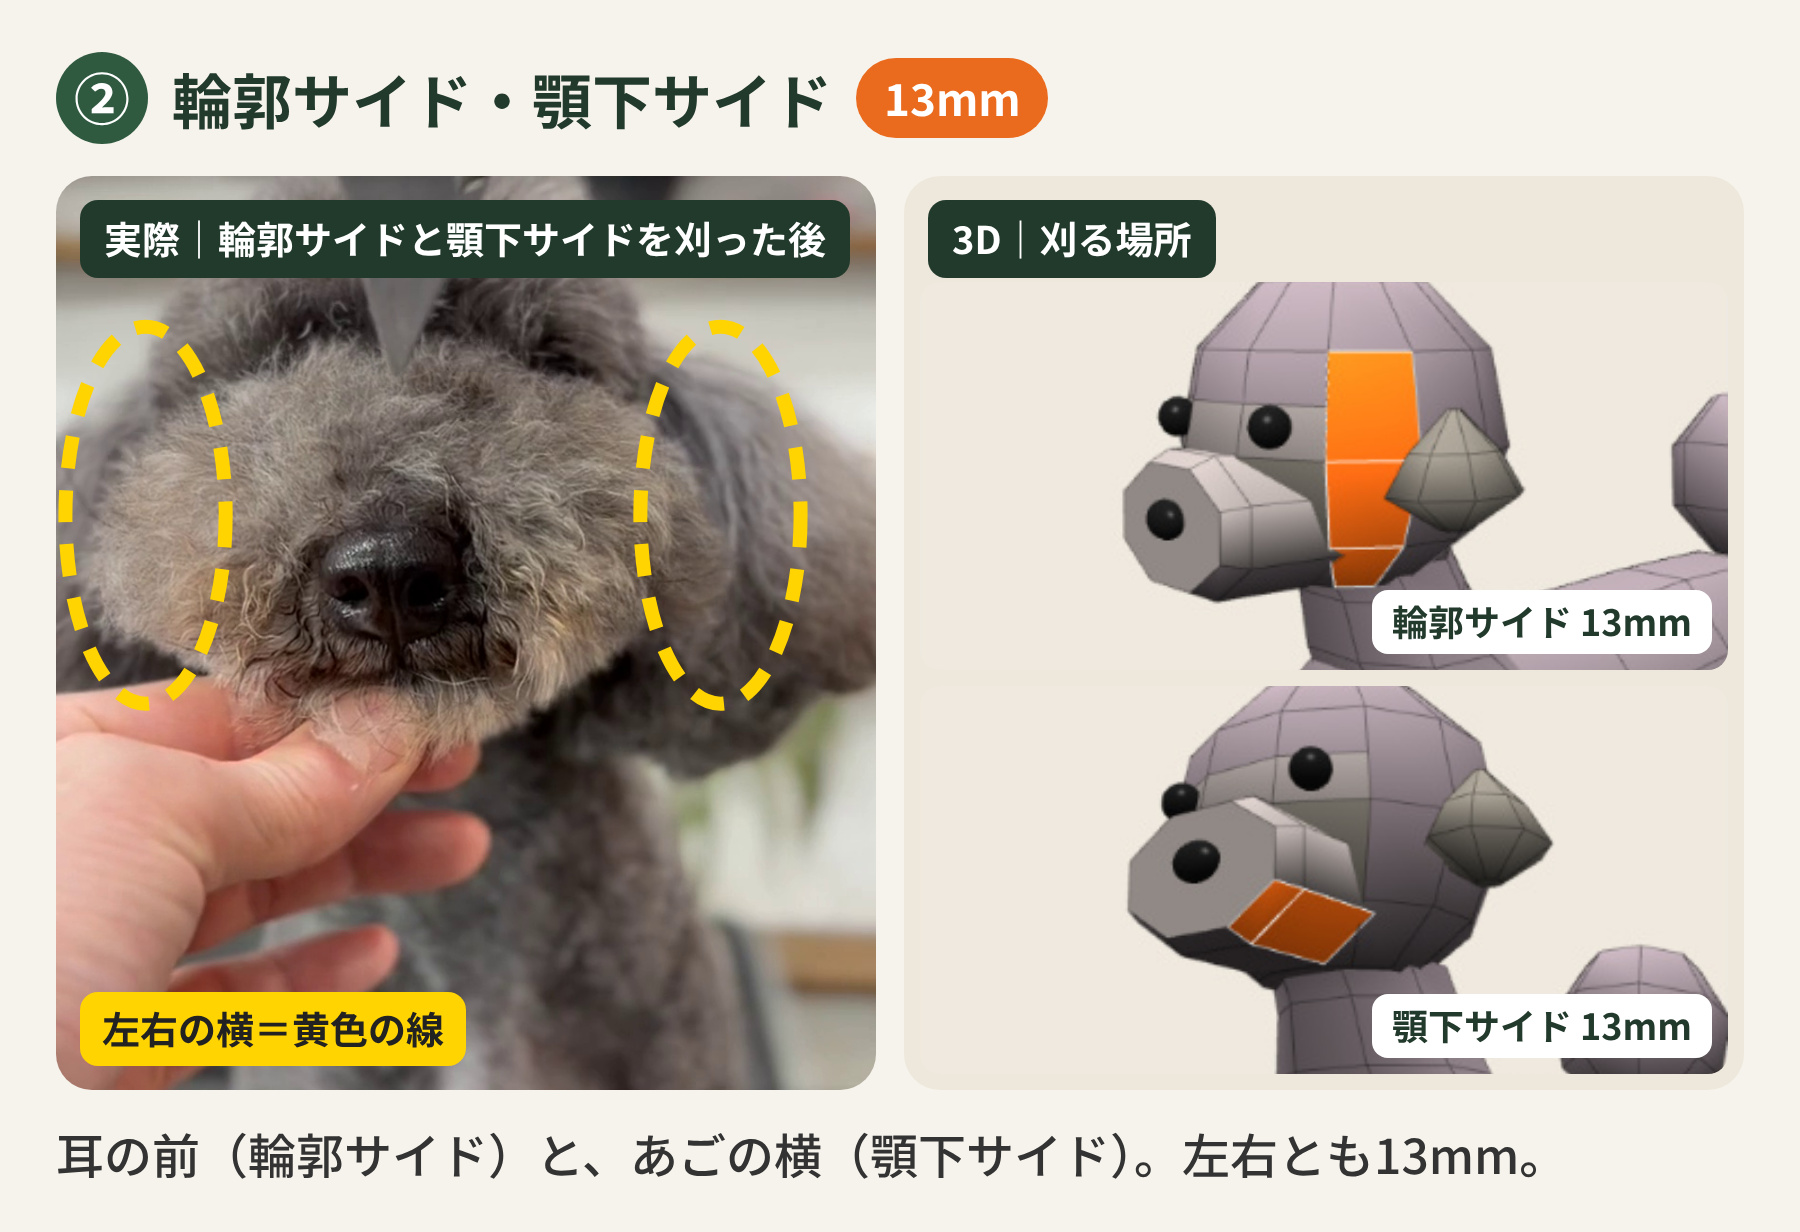 ② 輪郭サイド・顎下サイド 13mm
実際｜輪郭サイドと顎下サイドを刈った後
左右の横＝黄色の線
3D｜刈る場所
輪郭サイド 13mm
顎下サイド 13mm
耳の前（輪郭サイド）と、あごの横（顎下サイド）。左右とも13mm。